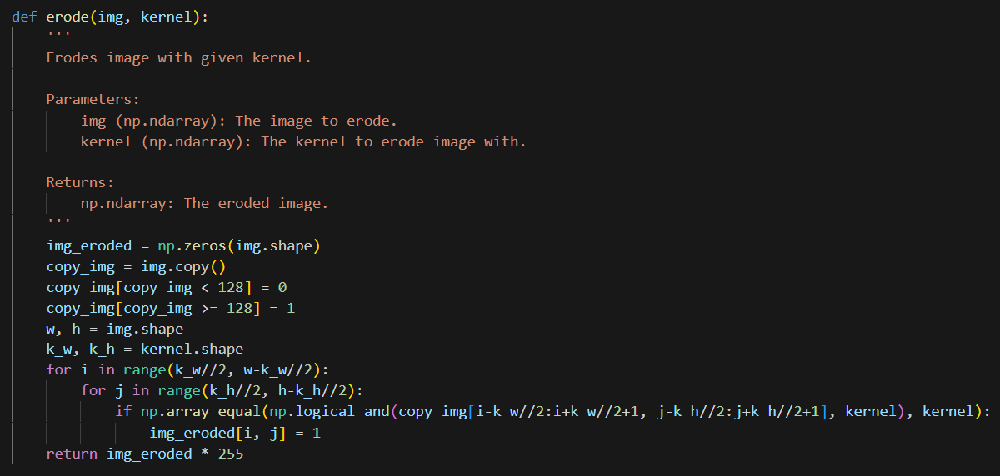 def erode(img, kernel):
    '''
    Erodes image with given kernel.

    Parameters:
        img (np.ndarray): The image to erode.
        kernel (np.ndarray): The kernel to erode image with.

    Returns:
        np.ndarray: The eroded image.
    '''
    img_eroded = np.zeros(img.shape)
    copy_img = img.copy()
    copy_img[copy_img < 128] = 0
    copy_img[copy_img >= 128] = 1
    w, h = img.shape
    k_w, k_h = kernel.shape
    for i in range(k_w//2, w-k_w//2):
        for j in range(k_h//2, h-k_h//2):
            if np.array_equal(np.logical_and(copy_img[i-k_w//2:i+k_w//2+1, j-k_h//2:j+k_h//2+1], kernel), kernel):
                img_eroded[i, j] = 1
    return img_eroded * 255